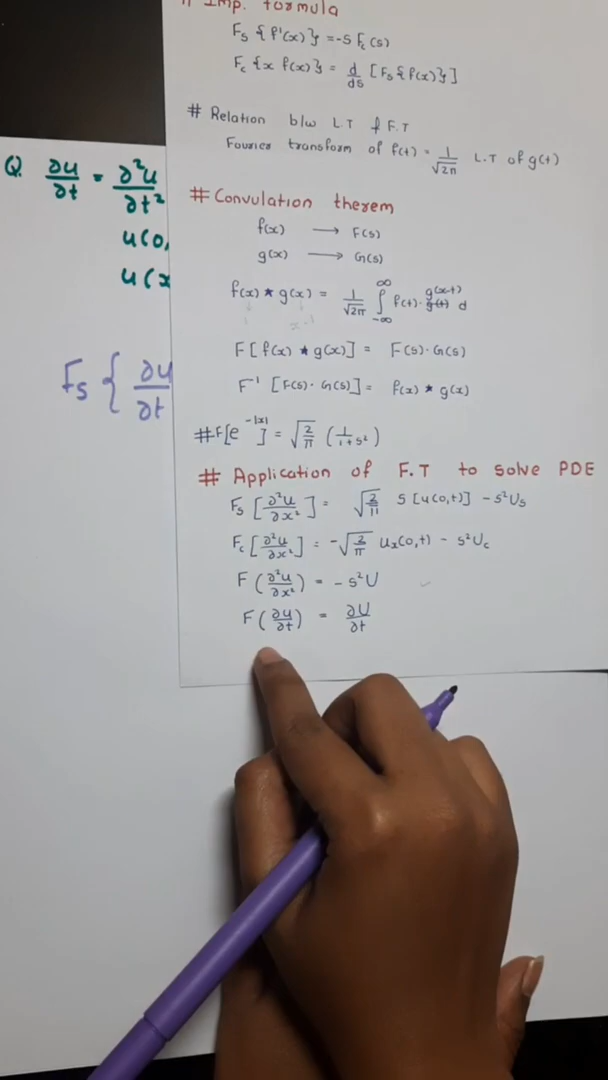 # Imp. formula
Fs {f'(x)} = -s Fc(s)
Fc {x f(x)} = d/ds [Fs{f(x)}]
# Relation b/w L.T & F.T
Fourier transform of f(t) = 1/√2π L.T of g(t)
# Convulation therem
f(x) → F(s)
g(x) → G(s)
f(x) ★ g(x) = 1/√2π ∫_-∞^∞ f(t). g(x-t) d
F[f(x) ★ g(x)] = F(s).G(s)
F' [F(s).G(s)] = f(x) ★ g(x)
#F[e^-|x|] = √2/π (1/1+s²)
# Application of F.T to solve PDE
Fs [∂²u/∂x²] = √2/π s[u(0,t)] - s²Us
Fc [∂²u/∂x²] = -√2/π ux(0,t) - s²Uc
F (∂²u/∂x²) = -s²U
F (∂u/∂t) = ∂U/∂t
Q. ∂u/∂t = ∂²u/∂t²
u(0,
u(x
Fs { ∂u/∂t